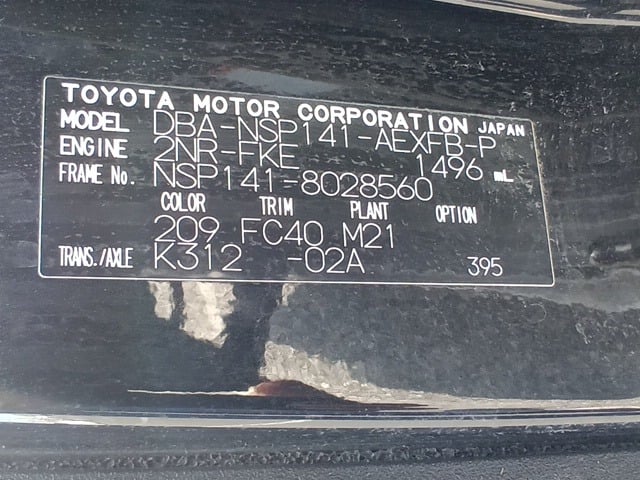 TOYOTA MOTOR CORPORATION JAPAN
MODEL DBA-NSP141-AEXFB-P
ENGINE 2NR-FKE 1496 mL
FRAME No. NSP141-8028560
COLOR TRIM PLANT OPTION
209 FC40 M21
TRANS./AXLE K312 -02A 395